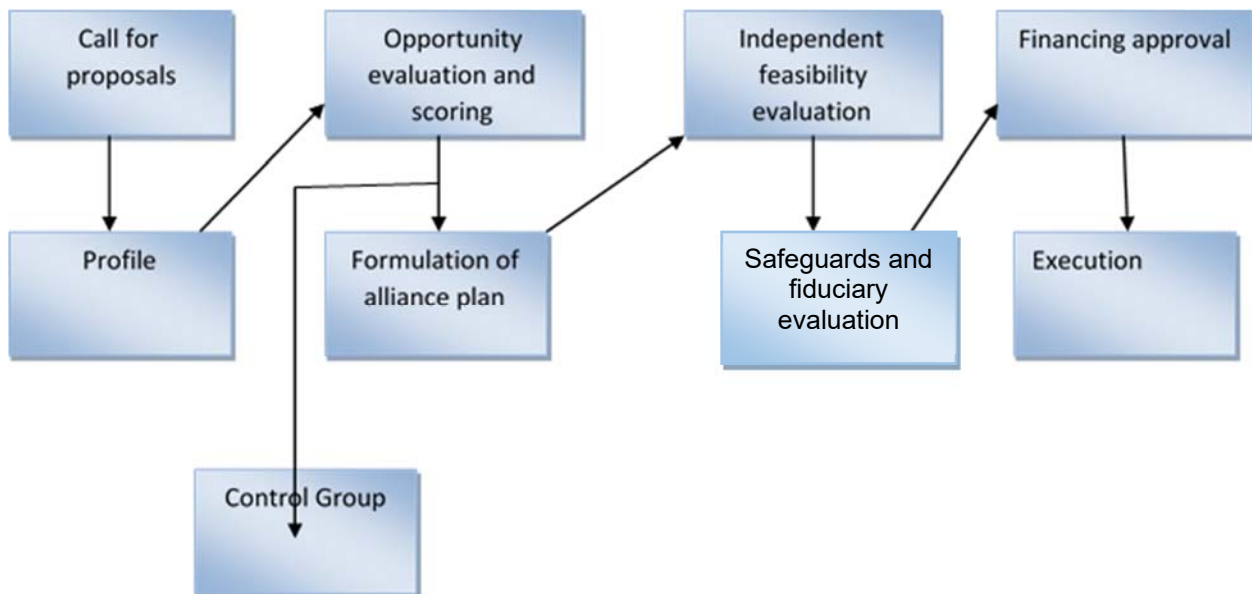 Call for
proposals
Opportunity
evaluation and
scoring
Independent
feasibility
evaluation
Financing approval
Profile
Formulation of
alliance plan
Safeguards and
fiduciary
evaluation
Execution
Control Group